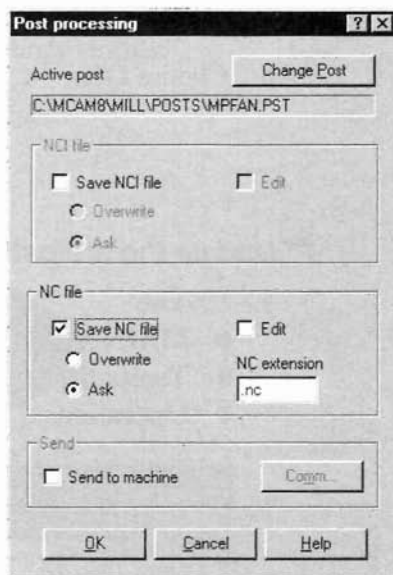 Post processing
Active post
Change Post
C:\MCAM8\MILL\POSTS\MPFAN.PST
NCI file
Save NCI file
Edit
Overwrite
Ask
NC file
Save NC file
Edit
Overwrite
NC extension
Ask
.nc
Send
Send to machine
Comm...
OK
Cancel
Help